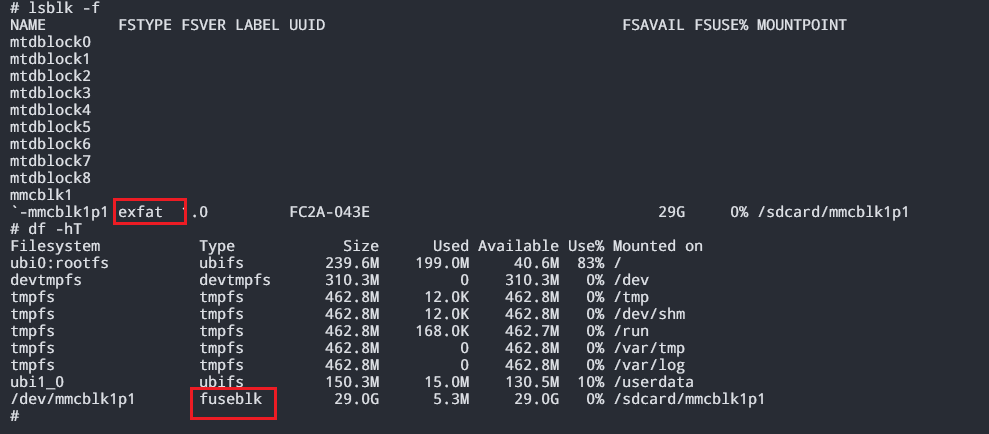 # lsblk -f
NAME        FSTYPE FSVER LABEL UUID                                 FSAVAIL FSUSE% MOUNTPOINT
mtdblock0
mtdblock1
mtdblock2
mtdblock3
mtdblock4
mtdblock5
mtdblock6
mtdblock7
mtdblock8
mmcblk1
`-mmcblk1p1 exfat  .0          FC2A-043E                                29G     0% /sdcard/mmcblk1p1
# df -hT
Filesystem           Type            Size      Used Available Use% Mounted on
ubi0:rootfs          ubifs         239.6M    199.0M     40.6M  83% /
devtmpfs             devtmpfs      310.3M         0    310.3M   0% /dev
tmpfs                tmpfs         462.8M     12.0K    462.8M   0% /tmp
tmpfs                tmpfs         462.8M     12.0K    462.8M   0% /dev/shm
tmpfs                tmpfs         462.8M    168.0K    462.7M   0% /run
tmpfs                tmpfs         462.8M         0    462.8M   0% /var/tmp
tmpfs                tmpfs         462.8M         0    462.8M   0% /var/log
ubi1_0               ubifs         150.3M     15.0M    130.5M  10% /userdata
/dev/mmcblk1p1       fuseblk        29.0G      5.3M     29.0G   0% /sdcard/mmcblk1p1
#